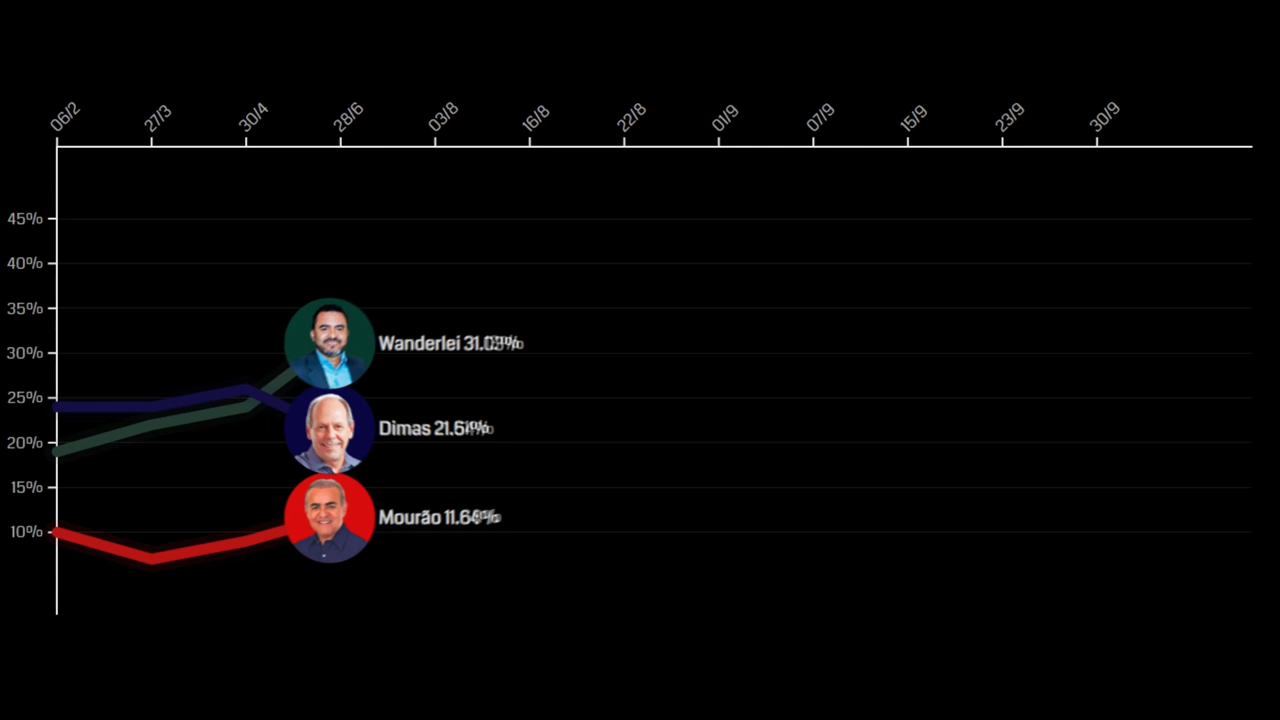 06/2 27/3 30/4 28/6 03/8 16/8 22/8 01/9 07/9 15/9 23/9 30/9
45%
40%
35%
30%
25%
20%
15%
10%
Wanderlei
Dimas
Mourão